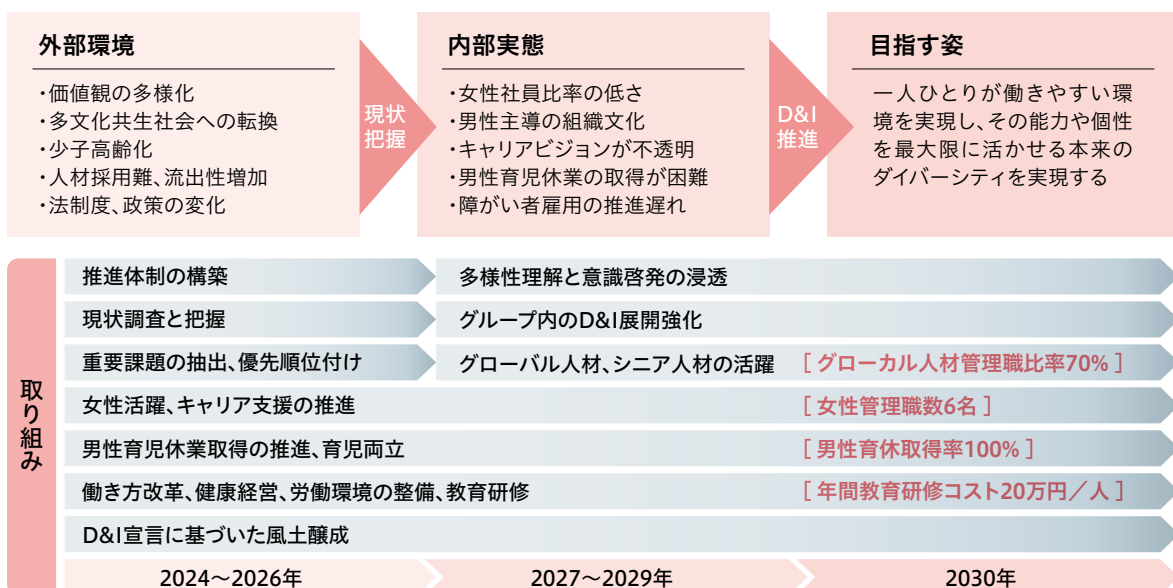 外部環境
・価値観の多様化
・多文化共生社会への転換
・少子高齢化
・人材採用難、流出性増加
・法制度、政策の変化
現状
把握
内部実態
・女性社員比率の低さ
・男性主導の組織文化
・キャリアビジョンが不透明
・男性育児休業の取得が困難
・障がい者雇用の推進遅れ
D&I
推進
目指す姿
一人ひとりが働きやすい環
境を実現し、その能力や個性
を最大限に活かせる本来の
ダイバーシティを実現する
取り組み
推進体制の構築
多様性理解と意識啓発の浸透
現状調査と把握
グループ内のD&I展開強化
重要課題の抽出、優先順位付け
グローバル人材、シニア人材の活躍
[ グローカル人材管理職比率70% ]
女性活躍、キャリア支援の推進
[ 女性管理職数6名 ]
男性育児休業取得の推進、育児両立
[ 男性育休取得率100% ]
働き方改革、健康経営、労働環境の整備、教育研修
[ 年間教育研修コスト20万円／人 ]
D&I宣言に基づいた風土醸成
2024〜2026年
2027〜2029年
2030年